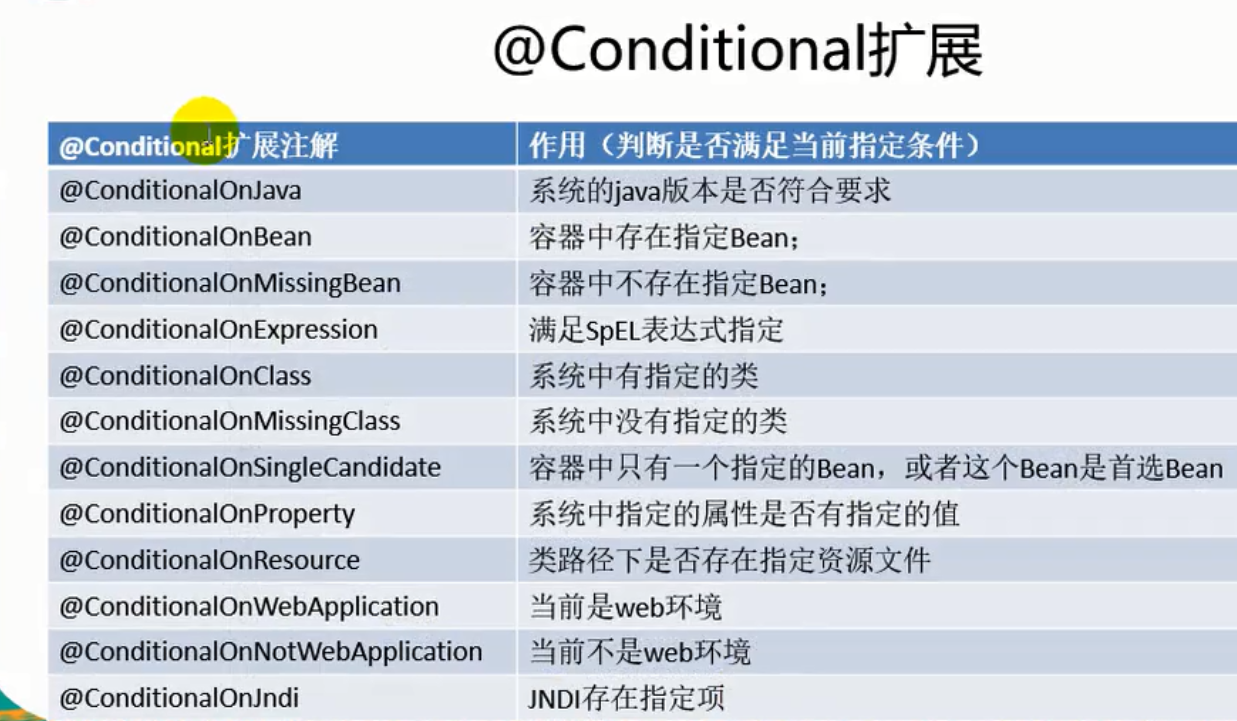 @Conditional扩展
@Conditional扩展注解 作用（判断是否满足当前指定条件）
@ConditionalOnJava 系统的java版本是否符合要求
@ConditionalOnBean 容器中存在指定Bean；
@ConditionalOnMissingBean 容器中不存在指定Bean；
@ConditionalOnExpression 满足SpEL表达式指定
@ConditionalOnClass 系统中有指定的类
@ConditionalOnMissingClass 系统中没有指定的类
@ConditionalOnSingleCandidate 容器中只有一个指定的Bean，或者这个Bean是首选Bean
@ConditionalOnProperty 系统中指定的属性是否有指定的值
@ConditionalOnResource 类路径下是否存在指定资源文件
@ConditionalOnWebApplication 当前是web环境
@ConditionalOnNotWebApplication 当前不是web环境
@ConditionalOnJndi JNDI存在指定项